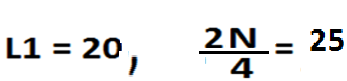 L1 = 20, 2N/4 = 25